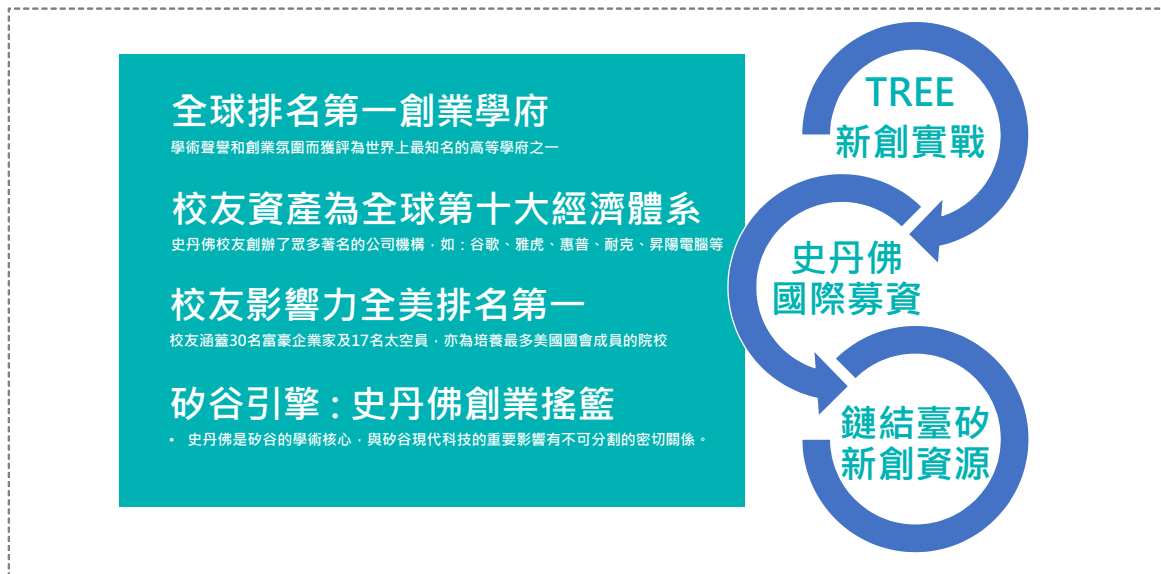 全球排名第一創業學府
學術聲譽和創業氛圍而獲評為世界上最知名的高等學府之一
校友資產為全球第十大經濟體系
史丹佛校友創辦了眾多著名的公司機構，如：谷歌、雅虎、惠普、耐克、昇陽電腦等
校友影響力全美排名第一
校友涵蓋30名富豪企業家及17名太空員，亦為培養最多美國國會成員的院校
矽谷引擎：史丹佛創業搖籃
• 史丹佛是矽谷的學術核心，與矽谷現代科技的重要影響有不可分割的密切關係。
TREE
新創實戰
史丹佛
國際募資
鏈結臺矽
新創資源